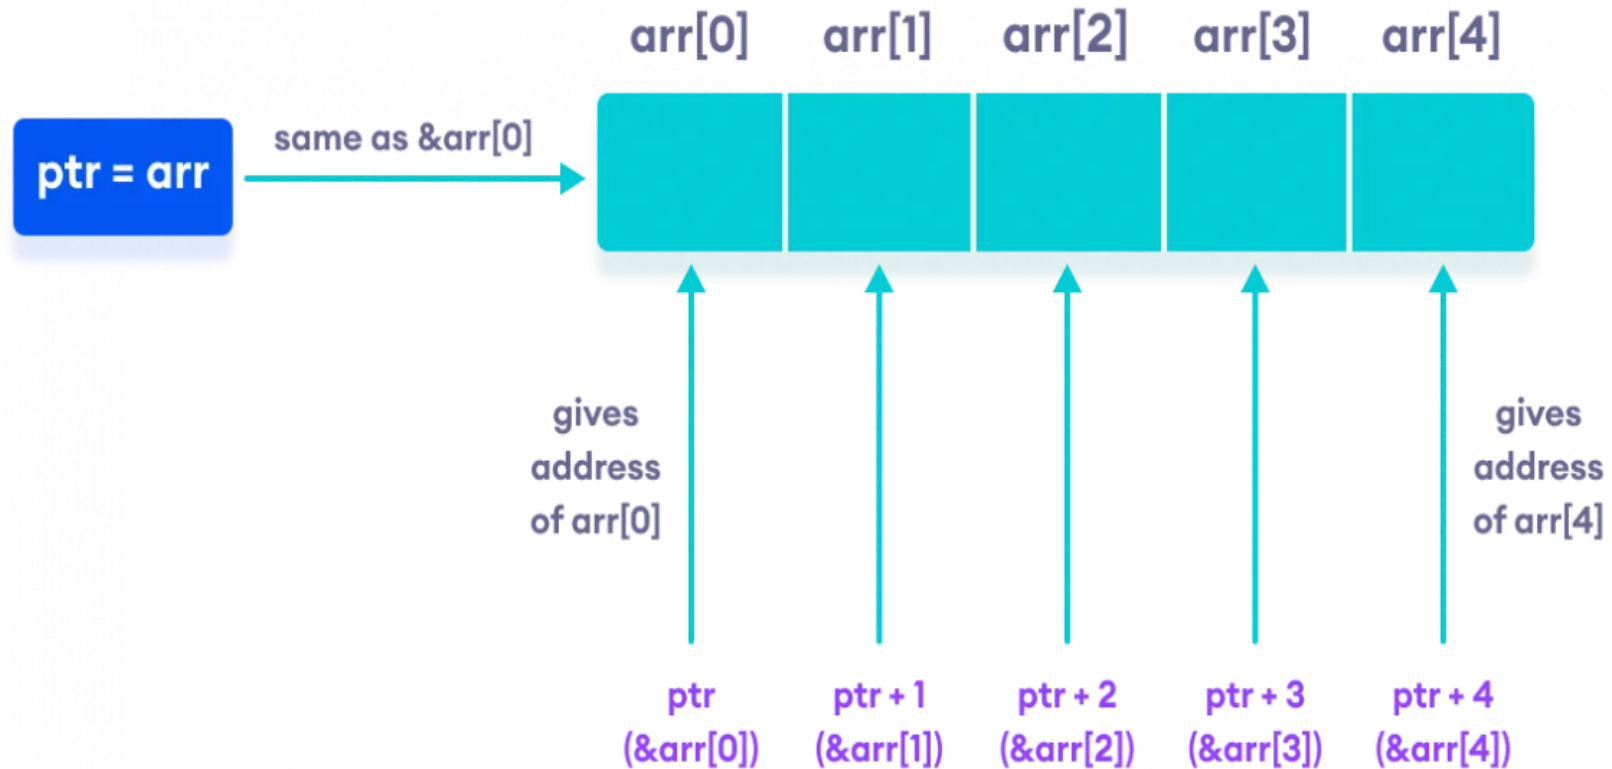 arr[0] arr[1] arr[2] arr[3] arr[4]
ptr = arr
same as &arr[0]
gives
address
of arr[0]
gives
address
of arr[4]
ptr ptr + 1 ptr + 2 ptr + 3 ptr + 4
(&arr[0]) (&arr[1]) (&arr[2]) (&arr[3]) (&arr[4])